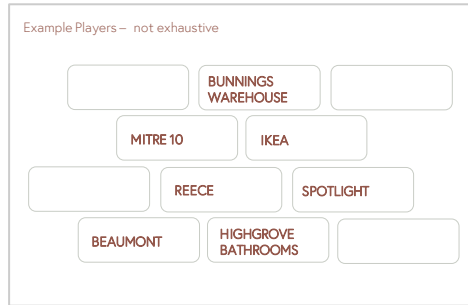 Example Players – not exhaustive
BUNNINGS
WAREHOUSE
MITRE 10
IKEA
REECE
SPOTLIGHT
BEAUMONT
HIGHGROVE
BATHROOMS